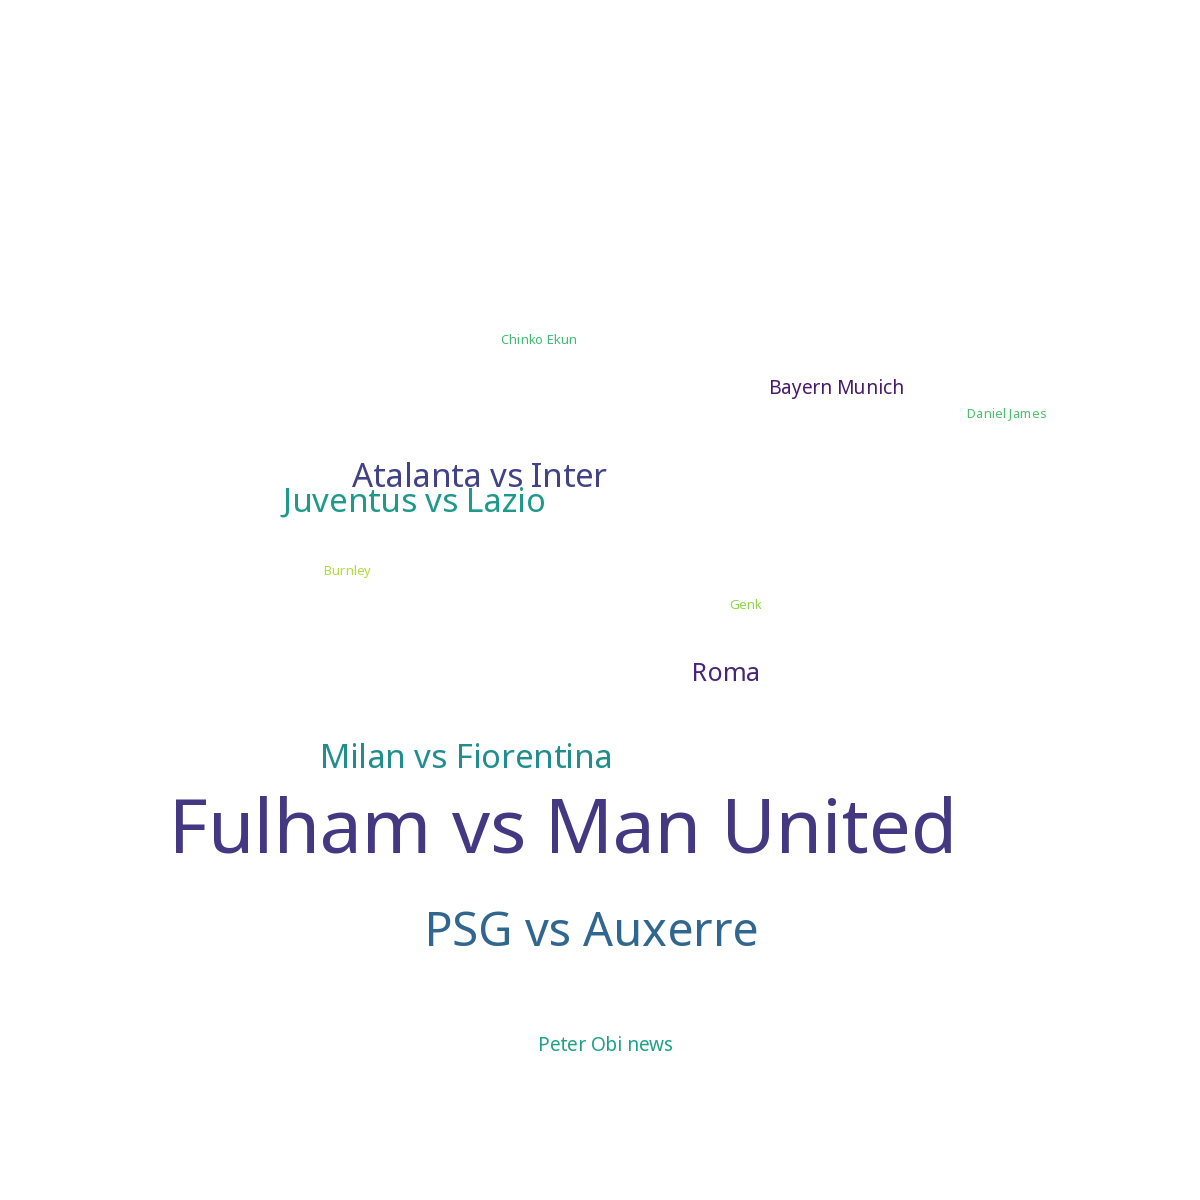 Chinko Ekun
Bayern Munich
Daniel James
Atalanta vs Inter
Juventus vs Lazio
Burnley
Genk
Roma
Milan vs Fiorentina
Fulham vs Man United
PSG vs Auxerre
Peter Obi news